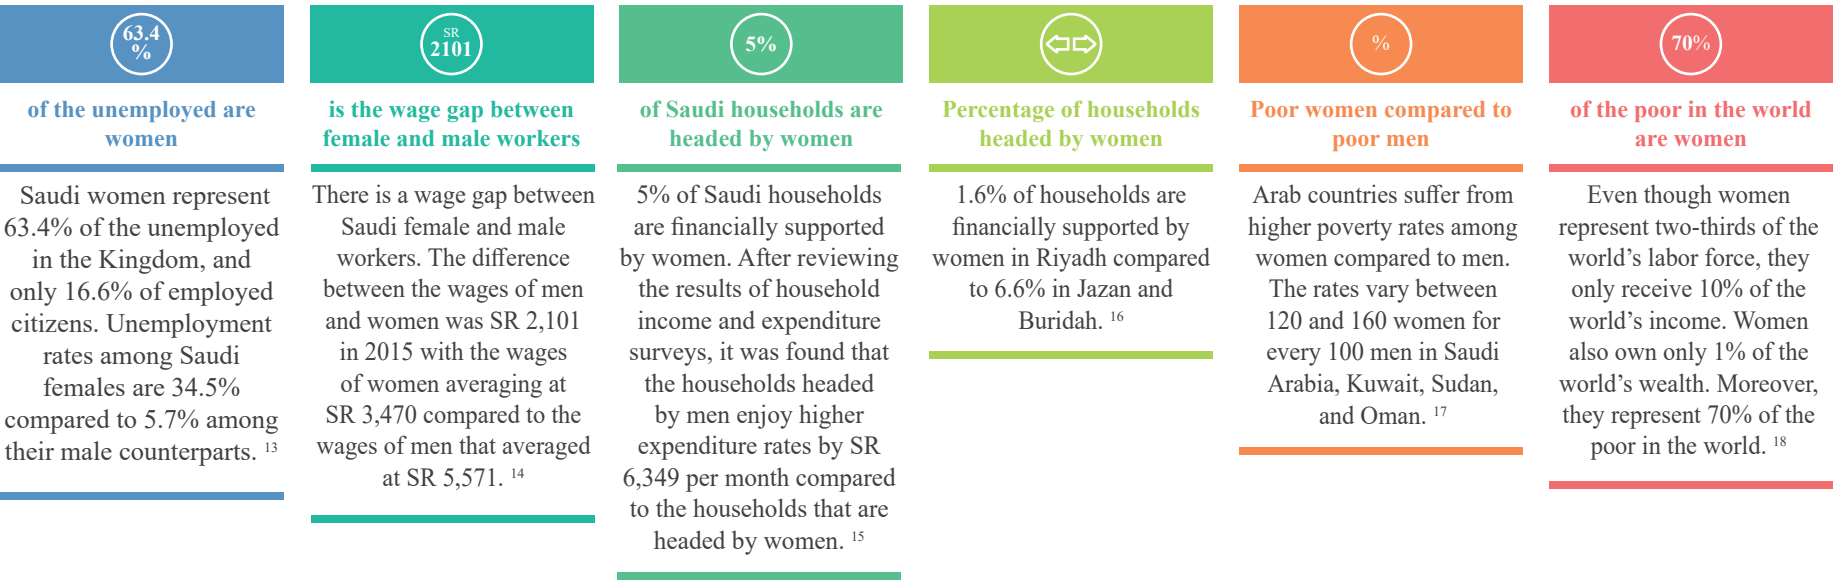 63.4
%
of the unemployed are
women
Saudi women represent
63.4% of the unemployed
in the Kingdom, and
only 16.6% of employed
citizens. Unemployment
rates among Saudi
females are 34.5%
compared to 5.7% among
their male counterparts. 13
SR
2101
is the wage gap between
female and male workers
There is a wage gap between
Saudi female and male
workers. The difference
between the wages of men
and women was SR 2,101
in 2015 with the wages
of women averaging at
SR 3,470 compared to the
wages of men that averaged
at SR 5,571. 14
5%
of Saudi households are
headed by women
5% of Saudi households
are financially supported
by women. After reviewing
the results of household
income and expenditure
surveys, it was found that
the households headed
by men enjoy higher
expenditure rates by SR
6,349 per month compared
to the households that are
headed by women. 15
Percentage of households
headed by women
1.6% of households are
financially supported by
women in Riyadh compared
to 6.6% in Jazan and
Buridah. 16
%
Poor women compared to
poor men
Arab countries suffer from
higher poverty rates among
women compared to men.
The rates vary between
120 and 160 women for
every 100 men in Saudi
Arabia, Kuwait, Sudan,
and Oman. 17
70%
of the poor in the world
are women
Even though women
represent two-thirds of the
world's labor force, they
only receive 10% of the
world's income. Women
also own only 1% of the
world's wealth. Moreover,
they represent 70% of the
poor in the world. 18